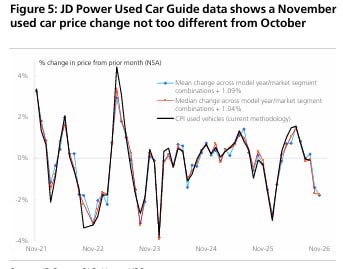 Figure 5: JD Power Used Car Guide data shows a November
used car price change not too different from October
% change in price from prior month (NSA)
4%
2%
0%
-2%
-4%
Mean change across model year/market segment
combinations + 1.09%
Median change across model year/market segment
combinations + 1.04%
CPI used vehicles (current methodology)
Nov-21
Nov-22
Nov-23
Nov-24
Nov-25
Nov-26